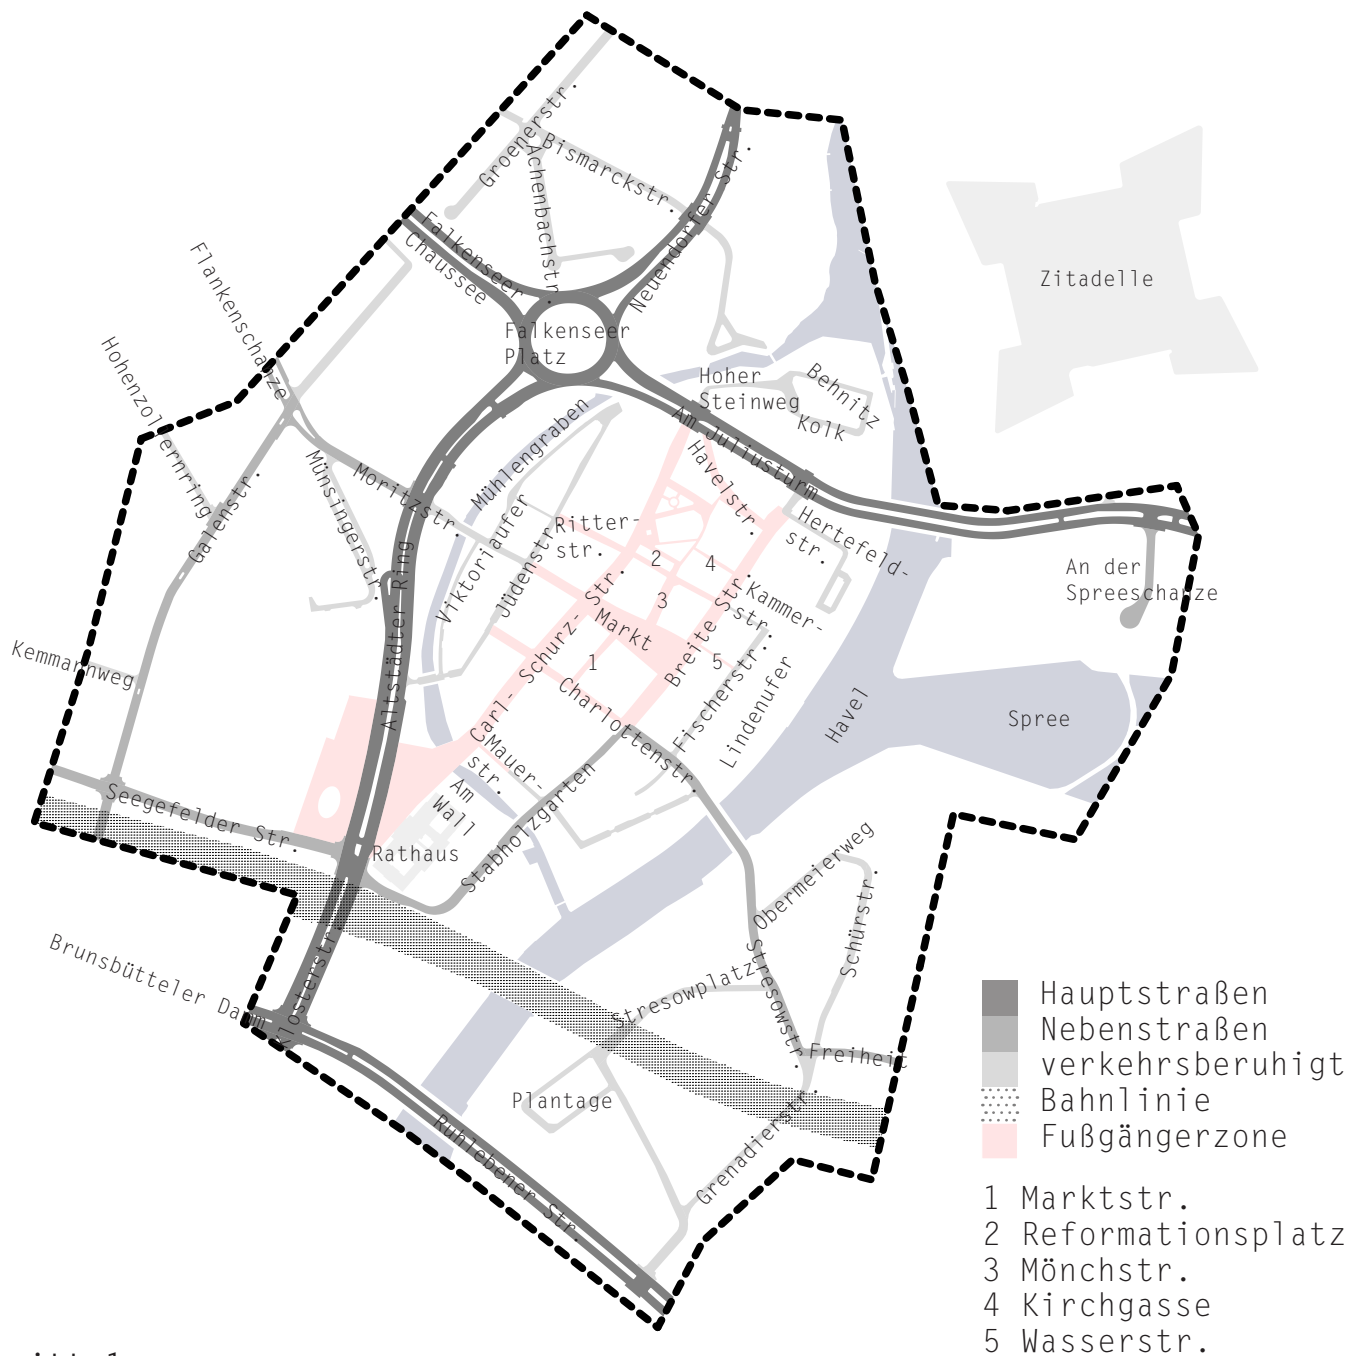 Groenerstr.
Bismarckstr.
Achenbachstr.
Neuendorfer Str.
Falkenseer
Chaussee
Flankenschanze
Hohenzollernring
Zitadelle
Falkenseer
Platz
Hoher
Steinweg
Behnitz
Kolk
Am Juliusturm
Mühlengraben
Havelstr.
Moritzstr.
Münsingerstr.
Galenstr.
Viktoriaufer
Jüdenstr.
Ritter-
str.
Hertefeld-
str.
2
4
3
An der
Spreeschanze
Kammer-
str.
Altstädter Ring
Carl- Schurz- Str.
Markt
Breite Str.
1
5
Kemmannweg
Charlottenstr.
Fischerstr.
Lindenufer
Havel
Spree
Mauer-
str.
Am
Wall
Seegefelder Str.
Rathaus
Stabholzgarten
Obermeierweg
Schürstr.
Brunsbütteler Damm
Klosterstr.
Stresowplatz
Stresowstr.
Freiheit
Plantage
Grenadierstr.
Ruhlebener Str.
Hauptstraßen
Nebenstraßen
verkehrsberuhigt
Bahnlinie
Fußgängerzone
1 Marktstr.
2 Reformationsplatz
3 Mönchstr.
4 Kirchgasse
5 Wasserstr.